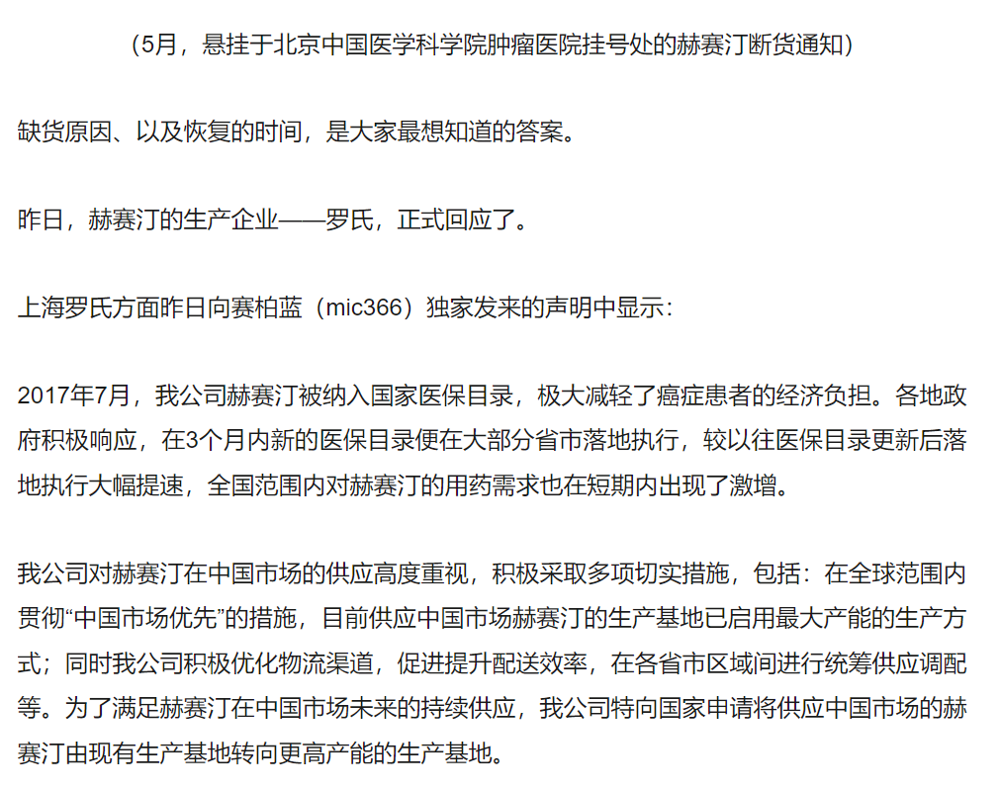 （5月，悬挂于北京中国医学科学院肿瘤医院挂号处的赫赛汀断货通知）
缺货原因、以及恢复的时间，是大家最想知道的答案。
昨日，赫赛汀的生产企业——罗氏，正式回应了。
上海罗氏方面昨日向赛柏蓝（mic366）独家发来的声明中显示：
2017年7月，我公司赫赛汀被纳入国家医保目录，极大减轻了癌症患者的经济负担。各地政
府积极响应，在3个月内新的医保目录便在大部分省市落地执行，较以往医保目录更新后落
地执行大幅提速，全国范围内对赫赛汀的用药需求也在短期内出现了激增。
我公司对赫赛汀在中国市场的供应高度重视，积极采取多项切实措施，包括：在全球范围内
贯彻“中国市场优先”的措施，目前供应中国市场赫赛汀的生产基地已启用最大产能的生产方
式；同时我公司积极优化物流渠道，促进提升配送效率，在各省市区域间进行统筹供应调配
等。为了满足赫赛汀在中国市场未来的持续供应，我公司特向国家申请将供应中国市场的赫
赛汀由现有生产基地转向更高产能的生产基地。